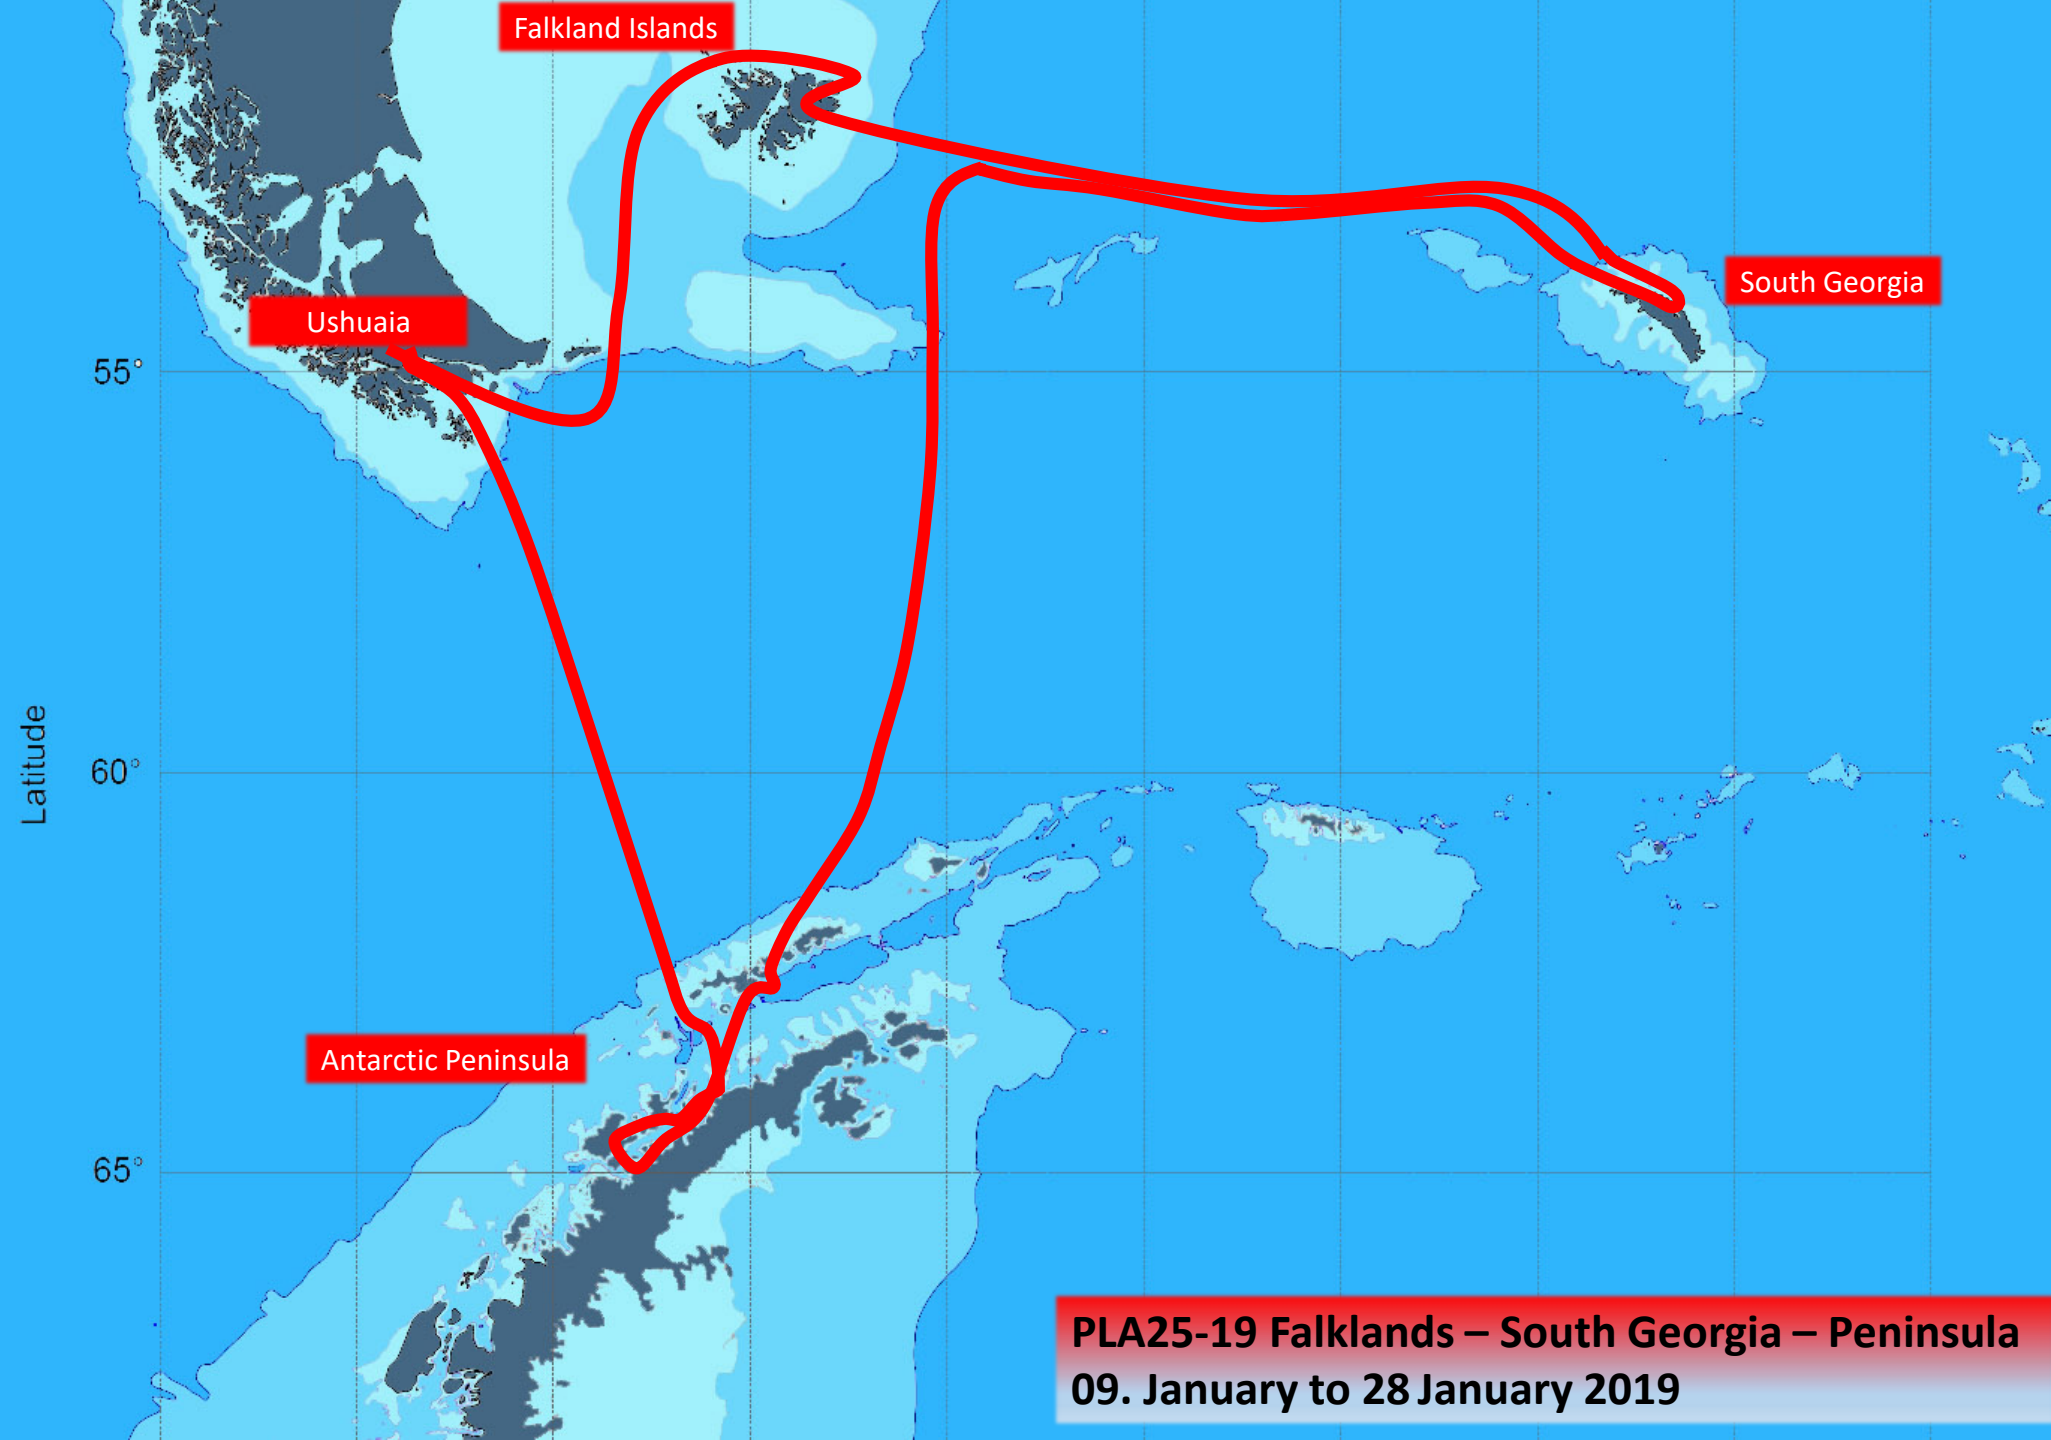 Falkland Islands
South Georgia
Ushuaia
55°
60°
Latitude
Antarctic Peninsula
65°
PLA25-19 Falklands – South Georgia – Peninsula
09. January to 28 January 2019